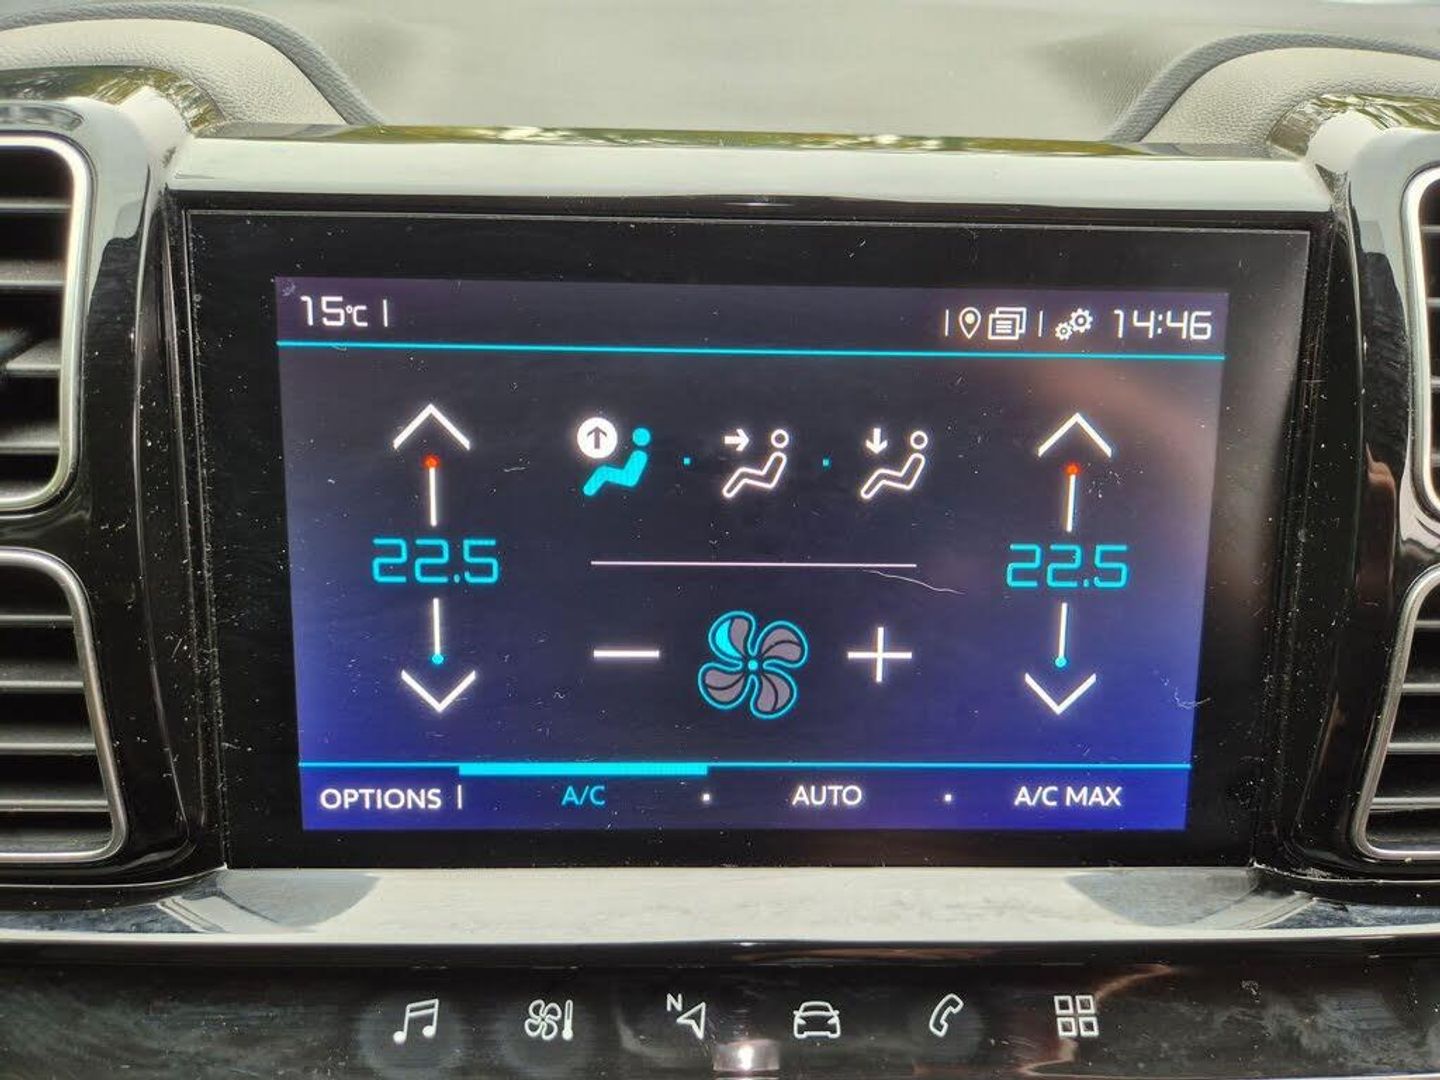 15°C
14:46
22.5
22.5
OPTIONS
A/C
AUTO
A/C MAX
N